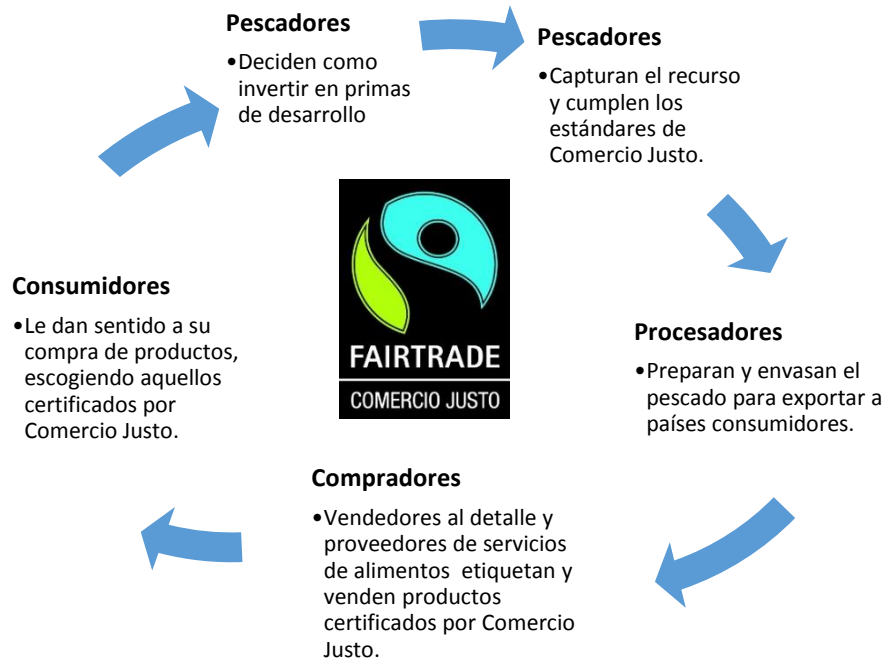 Pescadores
•Deciden como
invertir en primas
de desarrollo
Pescadores
•Capturan el recurso
y cumplen los
estándares de
Comercio Justo.
Procesadores
•Preparan y envasan el
pescado para exportar a
países consumidores.
Compradores
•Vendedores al detalle y
proveedores de servicios
de alimentos etiquetan y
venden productos
certificados por Comercio
Justo.
Consumidores
•Le dan sentido a su
compra de productos,
escogiendo aquellos
certificados por
Comercio Justo.
FAIRTRADE
COMERCIO JUSTO